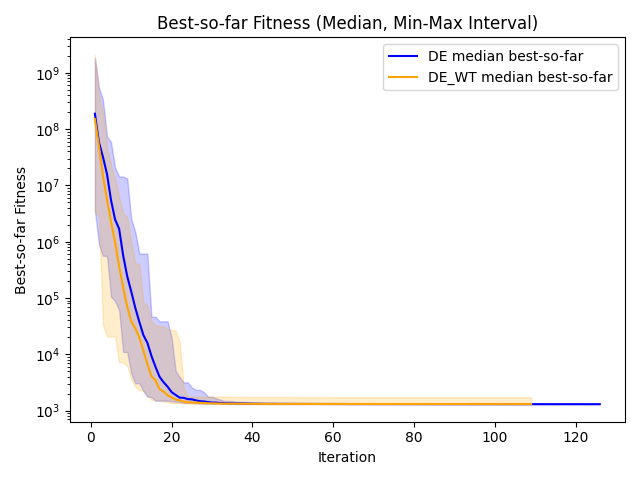 Best-so-far Fitness (Median, Min-Max Interval)
DE median best-so-far
DE_WT median best-so-far
Best-so-far Fitness
10⁹
10⁸
10⁷
10⁶
10⁵
10⁴
10³
0 20 40 60 80 100 120
Iteration